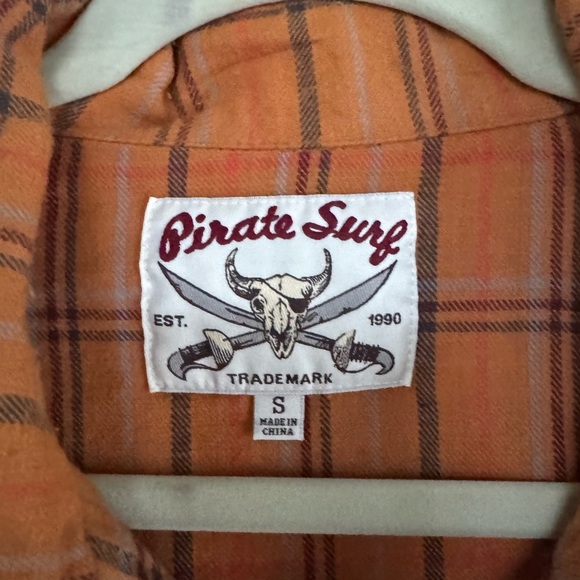 Pirate Surf
EST. 1990
TRADEMARK
S
MADE IN
CHINA